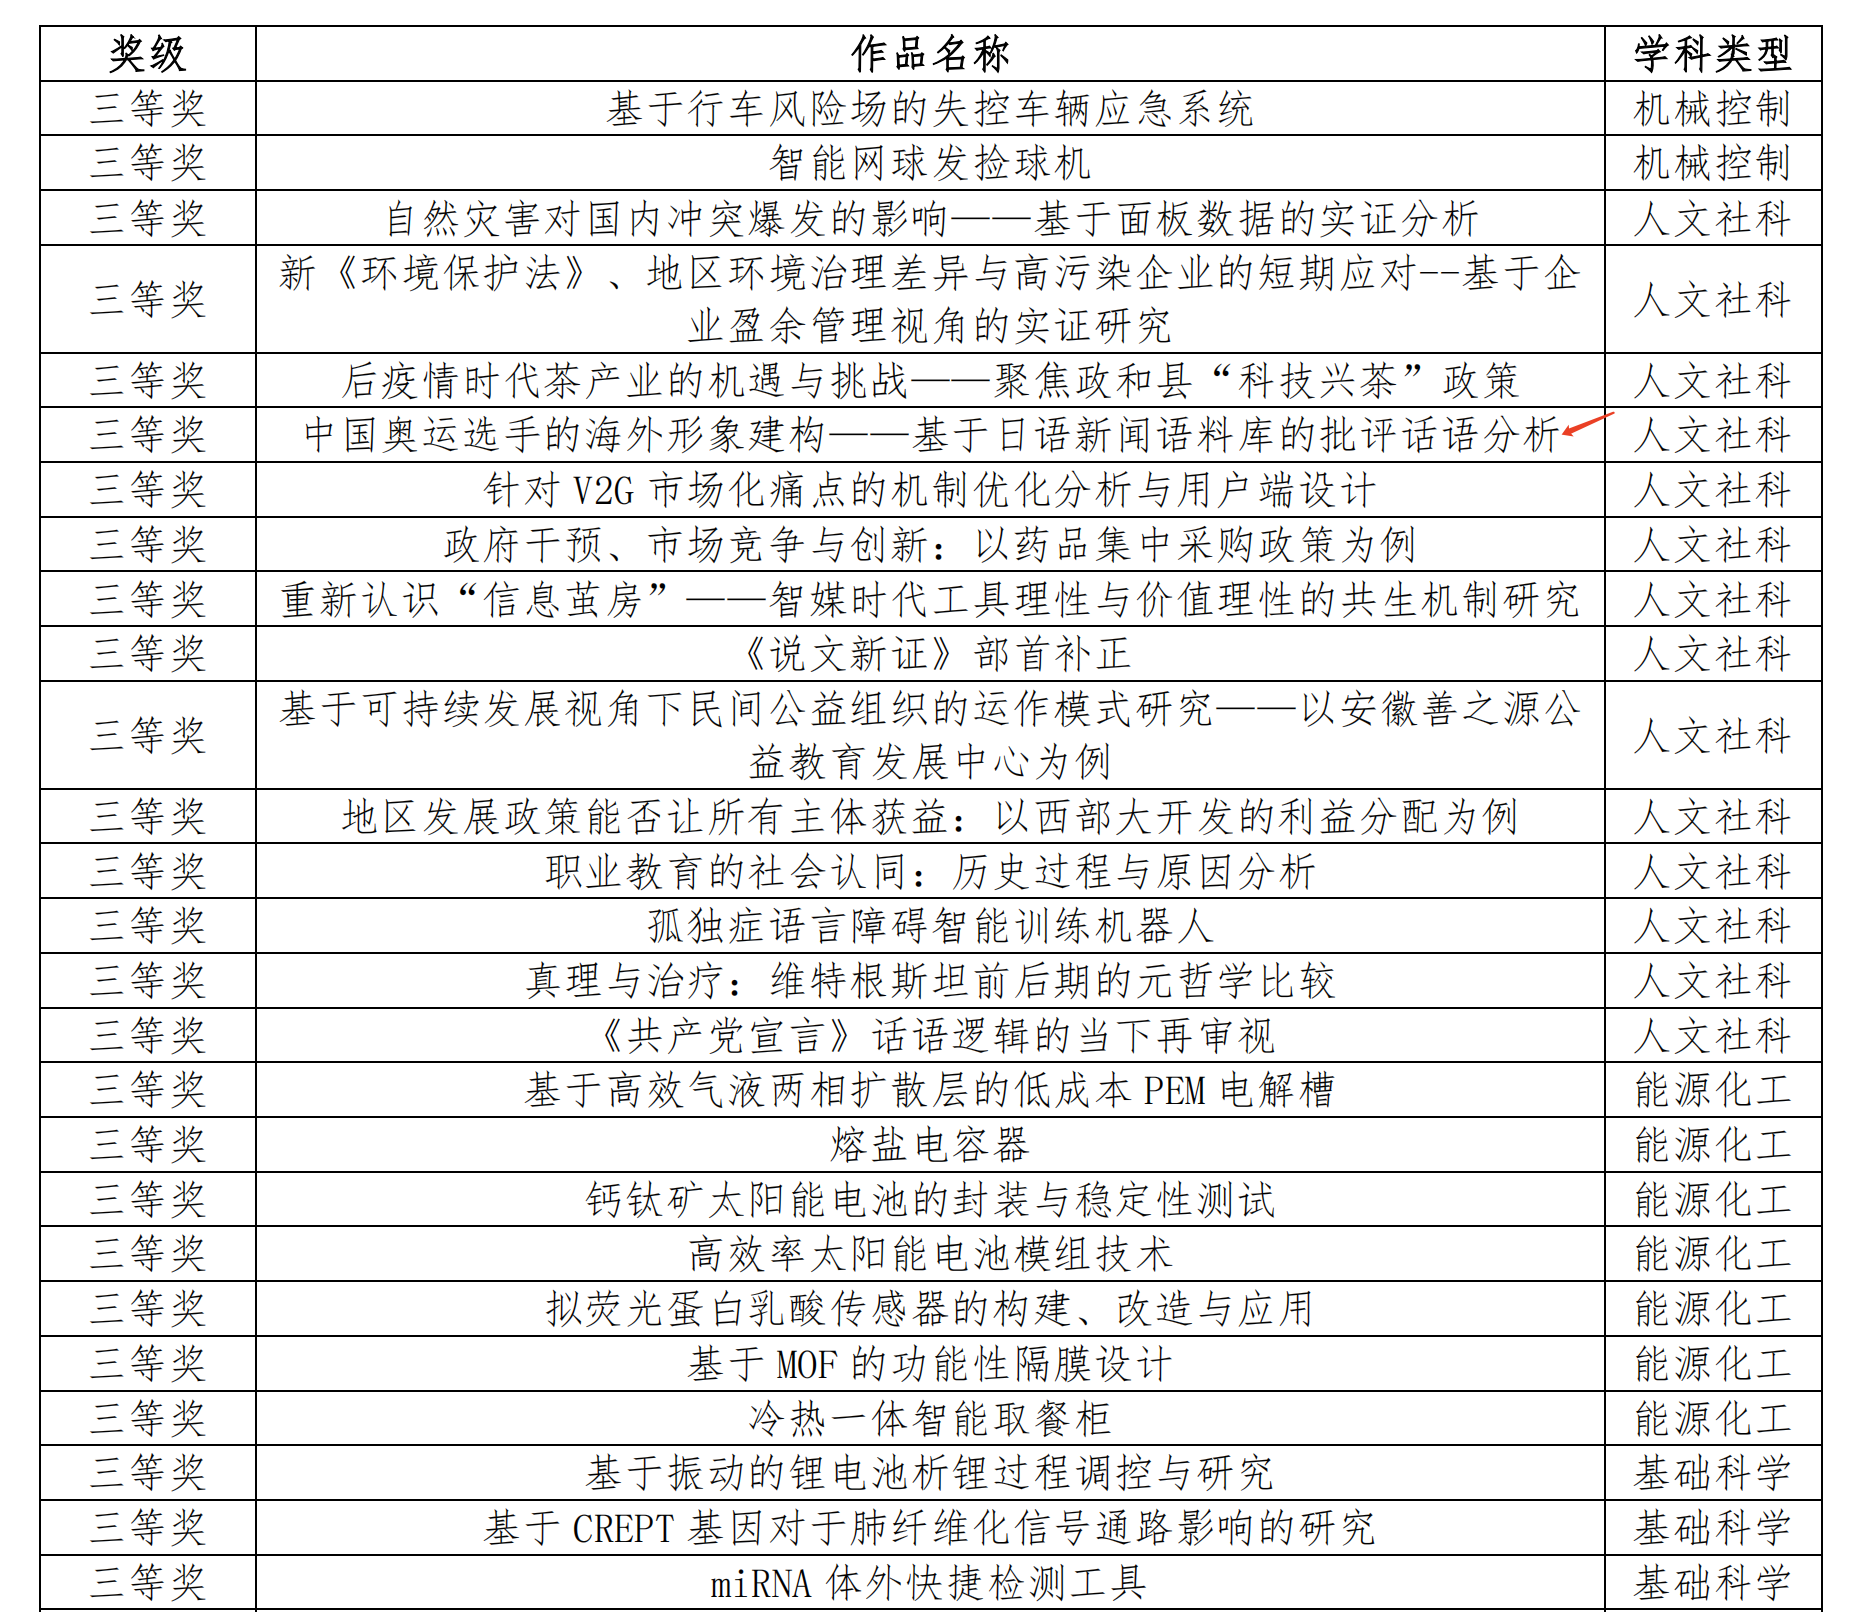 奖级 作品名称 学科类型
三等奖 基于行车风险场的失控车辆应急系统 机械控制
三等奖 智能网球发捡球机 机械控制
三等奖 自然灾害对国内冲突爆发的影响——基于面板数据的实证分析 人文社科
三等奖 新《环境保护法》、地区环境治理差异与高污染企业的短期应对--基于企 人文社科
业盈余管理视角的实证研究
三等奖 后疫情时代茶产业的机遇与挑战——聚焦政和县“科技兴茶”政策 人文社科
三等奖 中国奥运选手的海外形象建构——基于日语新闻语料库的批评话语分析 人文社科
三等奖 针对 V2G 市场化痛点的机制优化分析与用户端设计 人文社科
三等奖 政府干预、市场竞争与创新：以药品集中采购政策为例 人文社科
三等奖 重新认识“信息茧房”——智媒时代工具理性与价值理性的共生机制研究 人文社科
三等奖 《说文新证》部首补正 人文社科
三等奖 基于可持续发展视角下民间公益组织的运作模式研究——以安徽善之源公 人文社科
益教育发展中心为例
三等奖 地区发展政策能否让所有主体获益：以西部大开发的利益分配为例 人文社科
三等奖 职业教育的社会认同：历史过程与原因分析 人文社科
三等奖 孤独症语言障碍智能训练机器人 人文社科
三等奖 真理与治疗：维特根斯坦前后期的元哲学比较 人文社科
三等奖 《共产党宣言》话语逻辑的当下再审视 人文社科
三等奖 基于高效气液两相扩散层的低成本 PEM 电解槽 能源化工
三等奖 熔盐电容器 能源化工
三等奖 钙钛矿太阳能电池的封装与稳定性测试 能源化工
三等奖 高效率太阳能电池模组技术 能源化工
三等奖 拟荧光蛋白乳酸传感器的构建、改造与应用 能源化工
三等奖 基于 MOF 的功能性隔膜设计 能源化工
三等奖 冷热一体智能取餐柜 能源化工
三等奖 基于振动的锂电池析锂过程调控与研究 基础科学
三等奖 基于 CREPT 基因对于肺纤维化信号通路影响的研究 基础科学
三等奖 miRNA 体外快捷检测工具 基础科学